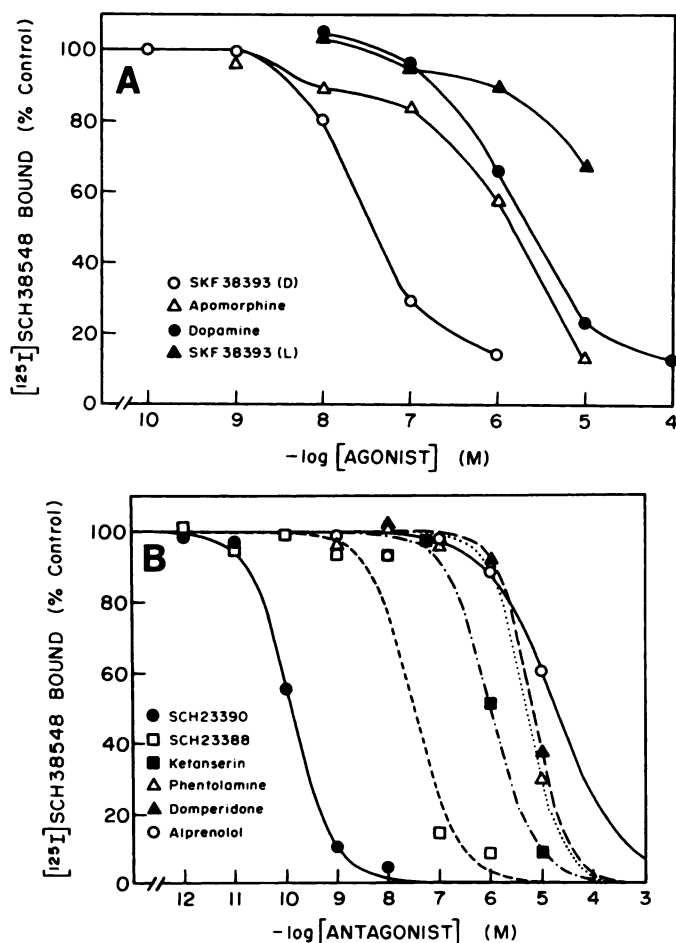 A
[125I]SCH38548 BOUND (% Control)
100
80
60
40
20
0
SKF 38393 (D)
Apomorphine
Dopamine
SKF 38393 (L)
10 9 8 7 6 5 4
-log [AGONIST] (M)
B
[125I]SCH38548 BOUND (% Control)
100
80
60
40
20
0
SCH23390
SCH23388
Ketanserin
Phentolamine
Domperidone
Alprenolol
12 11 10 9 8 7 6 5 4 3
-log [ANTAGONIST] (M)